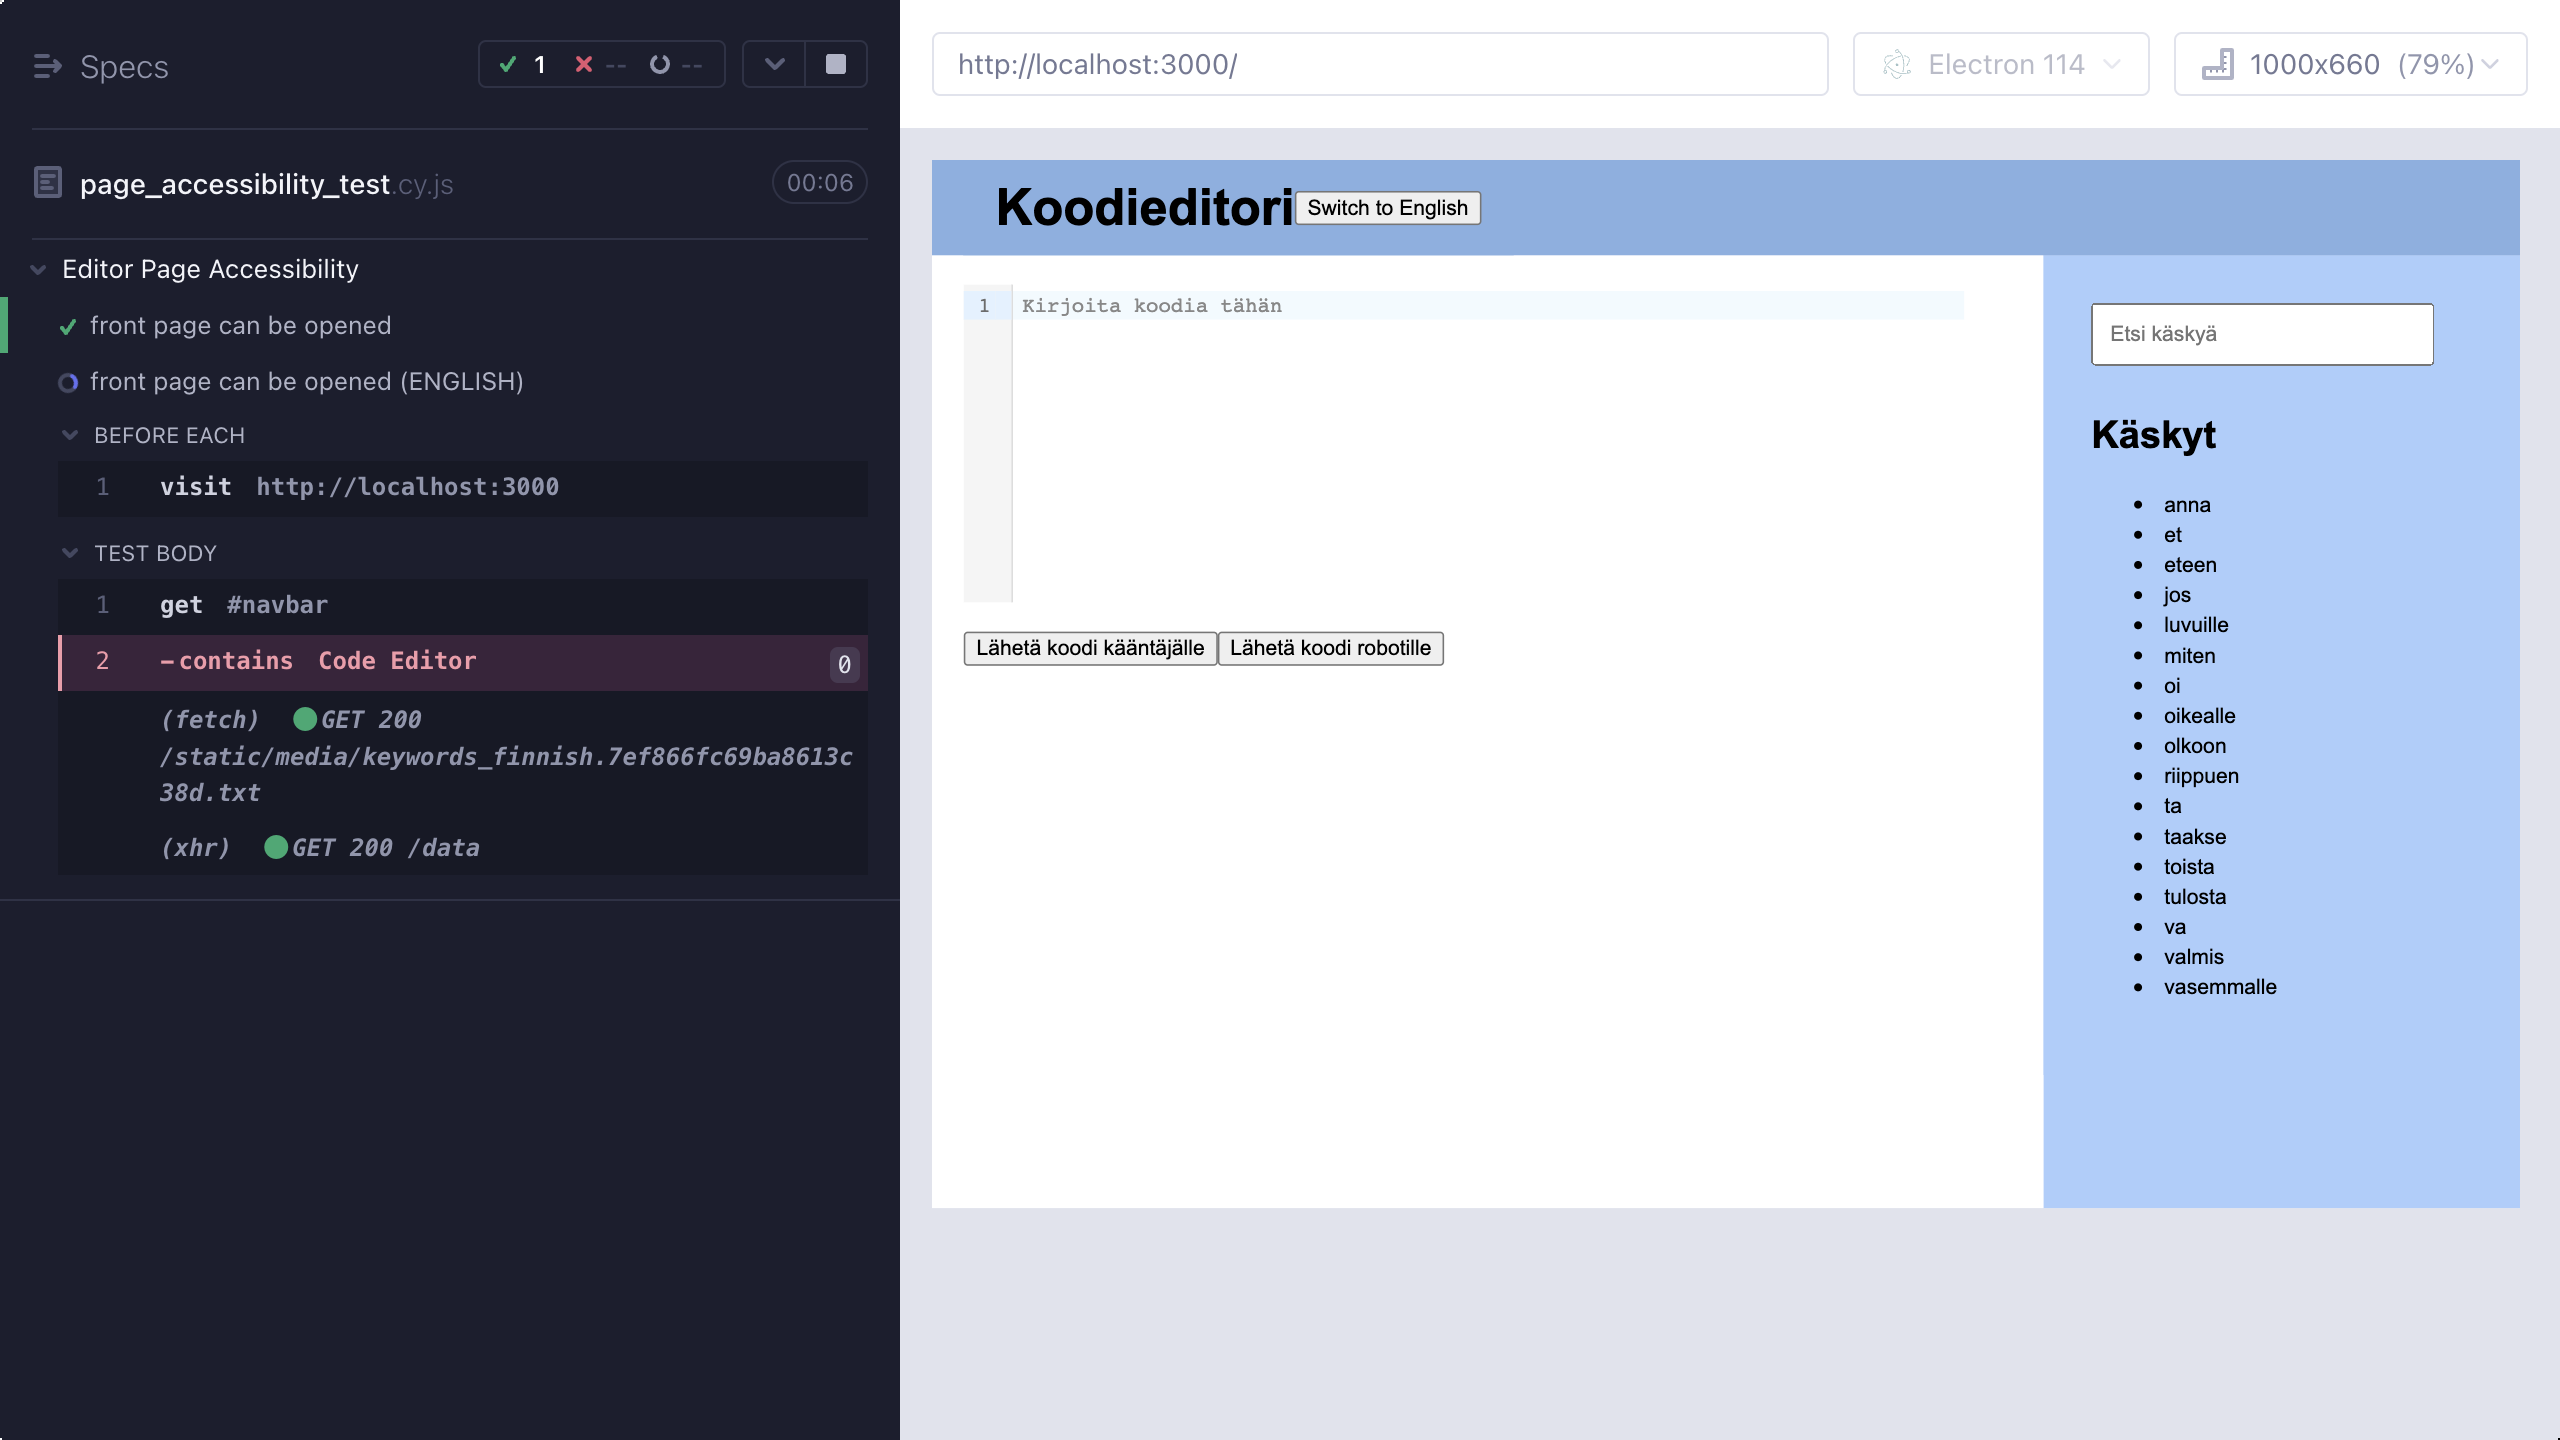 Specs
1 -- --
page_accessibility_test.cy.js 00:06
Editor Page Accessibility
front page can be opened
front page can be opened (ENGLISH)
BEFORE EACH
1 visit http://localhost:3000
TEST BODY
1 get #navbar
2 -contains Code Editor 0
(fetch) GET 200
/static/media/keywords_finnish.7ef866fc69ba8613c
38d.txt
(xhr) GET 200 /data
http://localhost:3000/
Electron 114
1000x660 (79%)
Koodieditori Switch to English
1 Kirjoita koodia tähän
Lähetä koodi kääntäjälle Lähetä koodi robotille
Etsi käskyä
Käskyt
anna
et
eteen
jos
luvuille
miten
oi
oikealle
olkoon
riippuen
ta
taakse
toista
tulosta
va
valmis
vasemmalle